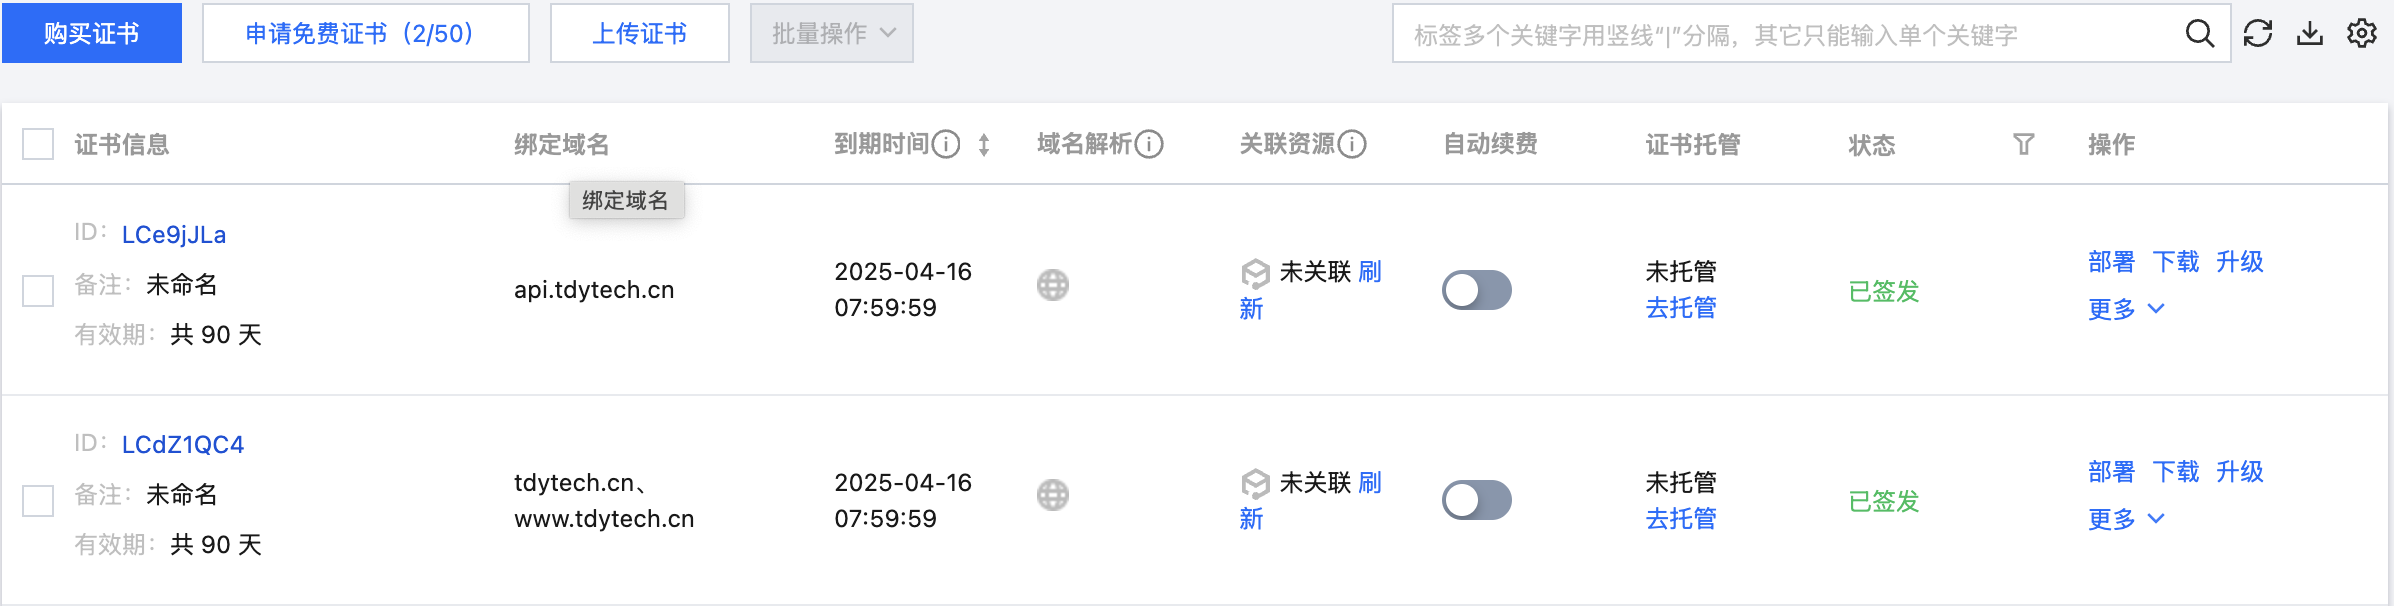 购买证书 申请免费证书（2/50） 上传证书 批量操作 标签多个关键字用竖线“|”分隔，其它只能输入单个关键字
证书信息 绑定域名 到期时间 域名解析 关联资源 自动续费 证书托管 状态 操作
绑定域名
ID： LCe9jJLa
备注： 未命名
有效期： 共 90 天
api.tdytech.cn
2025-04-16
07:59:59
未关联 刷
新
未托管
去托管
已签发
部署 下载 升级
更多
ID： LCdZ1QC4
备注： 未命名
有效期： 共 90 天
tdytech.cn、
www.tdytech.cn
2025-04-16
07:59:59
未关联 刷
新
未托管
去托管
已签发
部署 下载 升级
更多